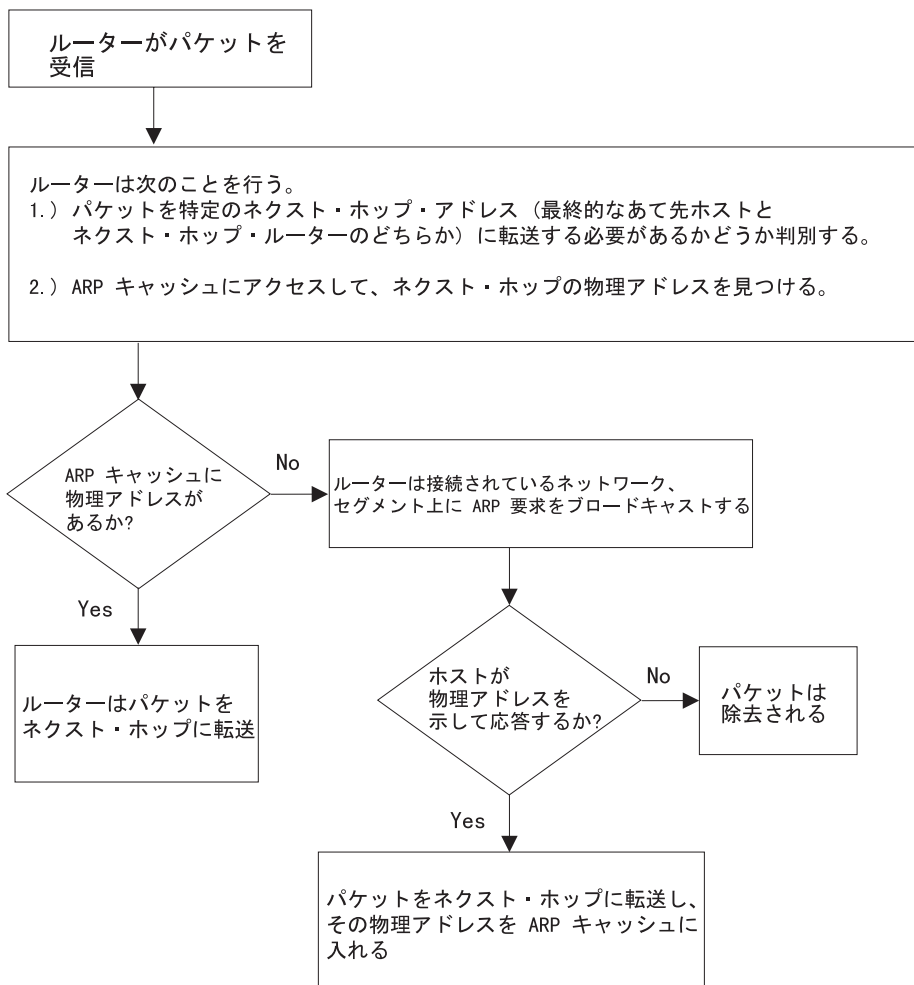 ルーターがパケットを
受信
ルーターは次のことを行う。
1.) パケットを特定のネクスト・ホップ・アドレス (最終的なあて先ホストと
ネクスト・ホップ・ルーターのどちらか) に転送する必要があるかどうか判別する。
2.) ARP キャッシュにアクセスして、ネクスト・ホップの物理アドレスを見つける。
ARP キャッシュに
物理アドレスが
あるか?
No
ルーターは接続されているネットワーク、
セグメント上に ARP 要求をブロードキャストする
Yes
ルーターはパケットを
ネクスト・ホップに転送
ホストが
物理アドレスを
示して応答するか?
No
パケットは
除去される
Yes
パケットをネクスト・ホップに転送し、
その物理アドレスを ARP キャッシュに
入れる